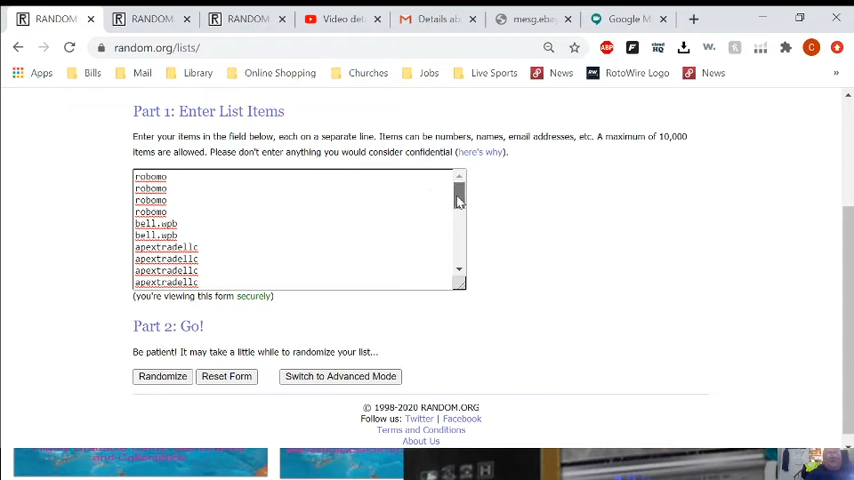 RANDOM.
RANDOM.
RANDOM
Video det
Details ab
mesg.ebay
Google M
random.org/lists/
ABP
Apps
Bills
Mail
Library
Online Shopping
Churches
Jobs
Live Sports
News
RotoWire Logo
News
Part 1: Enter List Items
Enter your items in the field below, each on a separate line. Items can be numbers, names, email addresses, etc. A maximum of 10,000
items are allowed. Please don't enter anything you would consider confidential (here's why).
robomo
robomo
robomo
robomo
bell.wpb
bell.wpb
apextradellc
apextradellc
apextradellc
apextradellc
(you're viewing this form securely)
Part 2: Go!
Be patient! It may take a little while to randomize your list...
Randomize
Reset Form
Switch to Advanced Mode
© 1998-2020 RANDOM.ORG
Follow us: Twitter | Facebook
Terms and Conditions
About Us